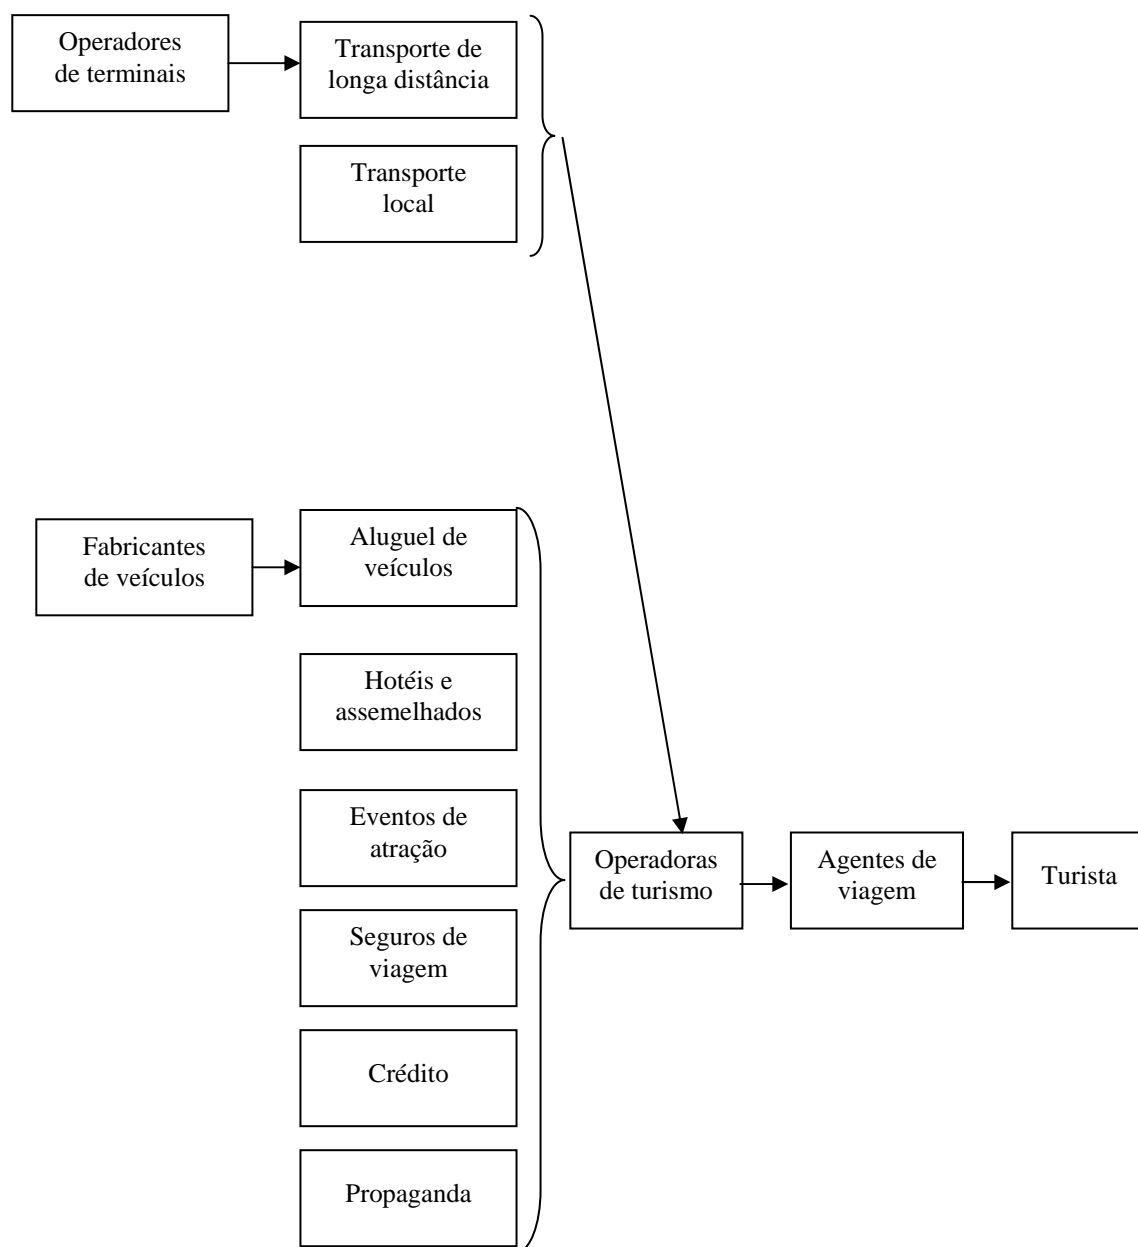 Operadores
de terminais
Transporte de
longa distância
Transporte
local
Fabricantes
de veículos
Aluguel de
veículos
Hotéis e
assemelhados
Eventos de
atração
Operadoras
de turismo
Agentes de
viagem
Turista
Seguros de
viagem
Crédito
Propaganda